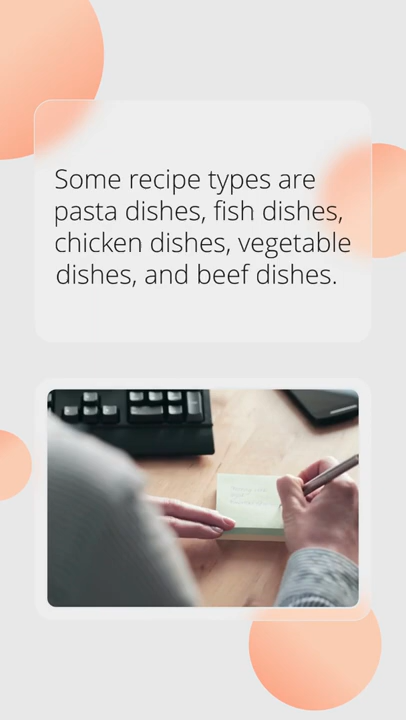 Some recipe types are
pasta dishes, fish dishes,
chicken dishes, vegetable
dishes, and beef dishes.